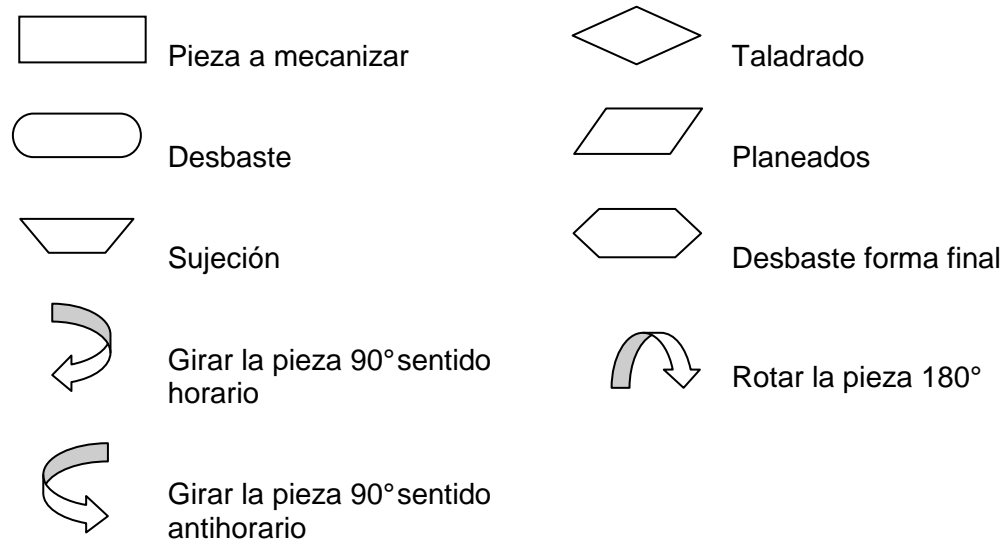 Pieza a mecanizar
Taladrado
Desbaste
Planeados
Sujeción
Desbaste forma final
Girar la pieza 90° sentido
horario
Rotar la pieza 180°
Girar la pieza 90° sentido
antihorario